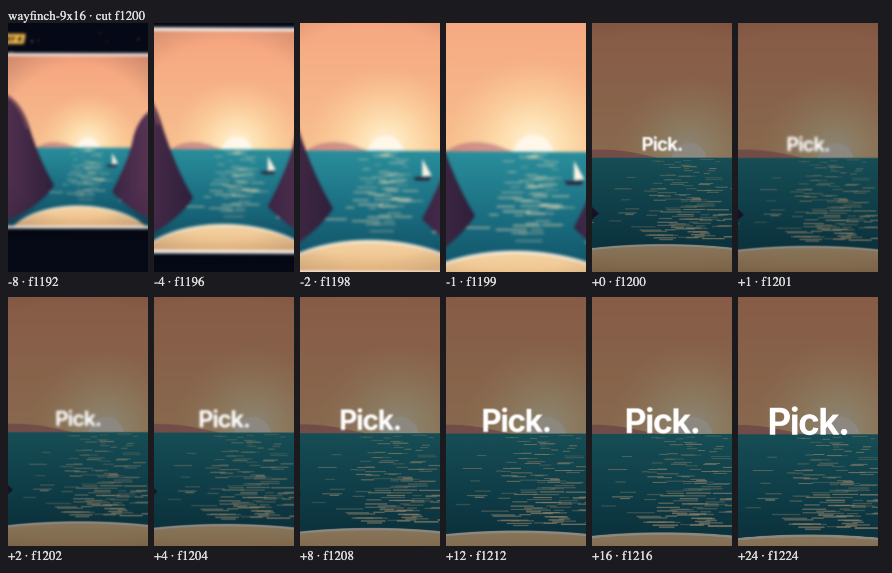 wayfinch-9x16 · cut f1200
-8 · f1192
-4 · f1196
-2 · f1198
-1 · f1199
Pick.
+0 · f1200
Pick.
+1 · f1201
Pick.
+2 · f1202
Pick.
+4 · f1204
Pick.
+8 · f1208
Pick.
+12 · f1212
Pick.
+16 · f1216
Pick.
+24 · f1224